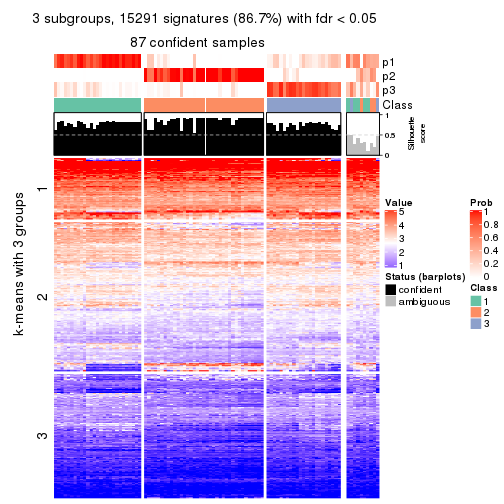 3 subgroups, 15291 signatures (86.7%) with fdr < 0.05
87 confident samples
p1
p2
p3
Class
1
0.5
0
Silhouette
score
k-means with 3 groups
1
2
3
Value
5
4
3
2
1
Status (barplots)
confident
ambiguous
Prob
1
0.8
0.6
0.4
0.2
0
Class
1
2
3